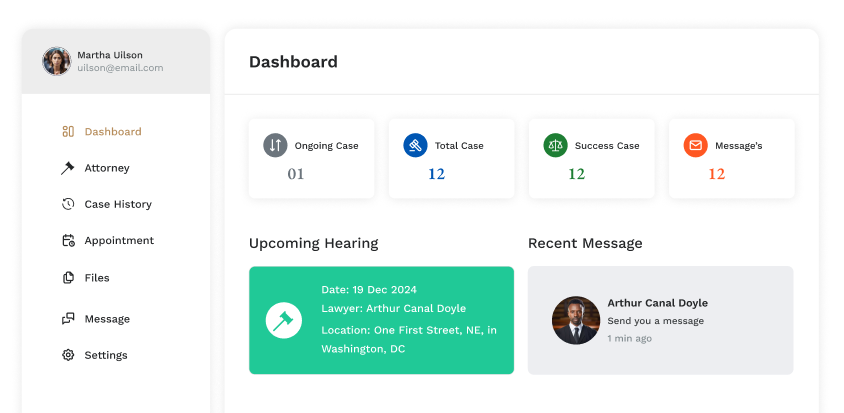 Martha Uilson
uilson@email.com
Dashboard
Attorney
Case History
Appointment
Files
Message
Settings
Dashboard
Ongoing Case
01
Total Case
12
Success Case
12
Message's
12
Upcoming Hearing
Date: 19 Dec 2024
Lawyer: Arthur Canal Doyle
Location: One First Street, NE, in
Washington, DC
Recent Message
Arthur Canal Doyle
Send you a message
1 min ago